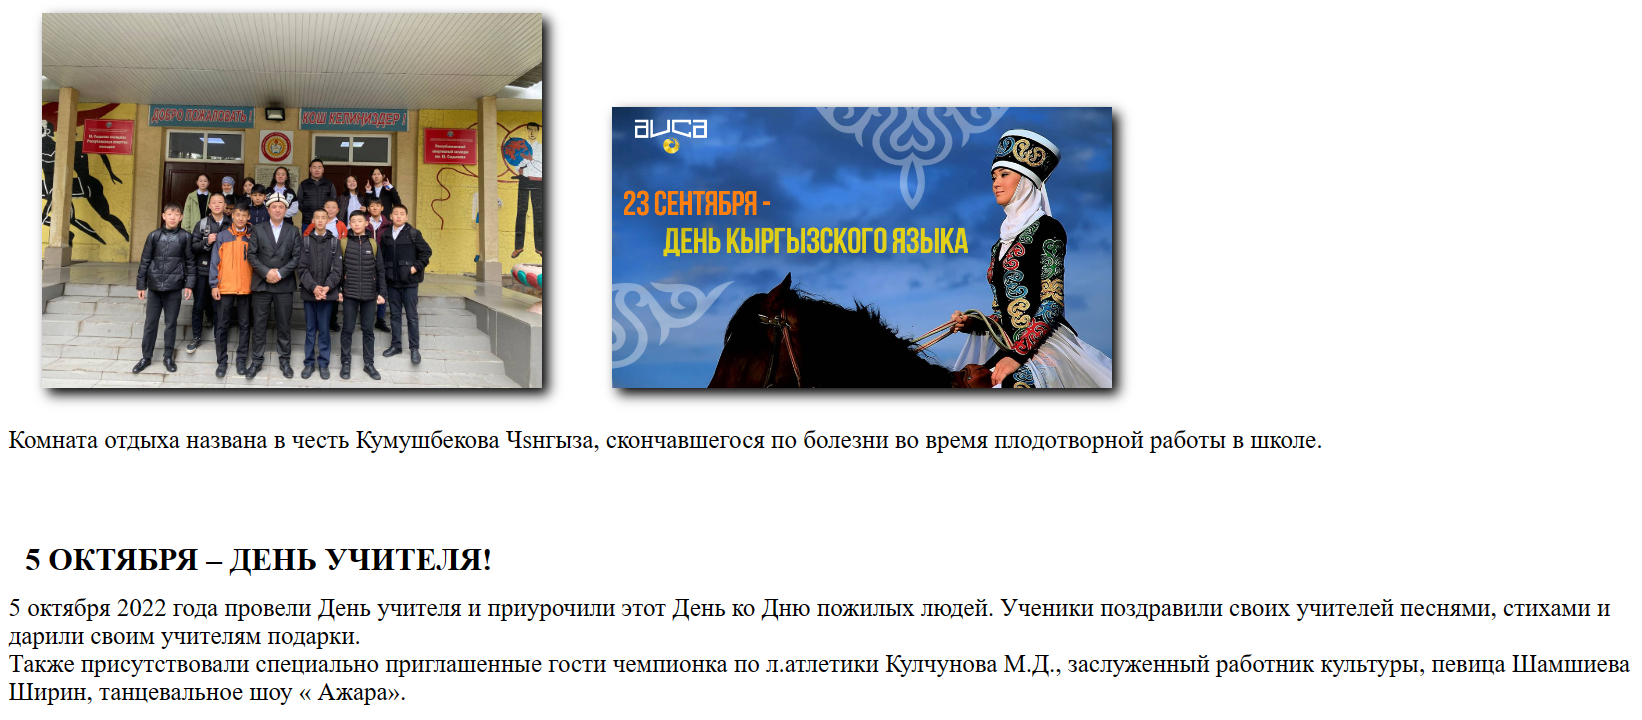 ДОБРО ПОЖАЛОВАТЬ !
КОШ КЕЛИҢИЗДЕР !
auca
23 СЕНТЯБРЯ -
ДЕНЬ КЫРГЫЗСКОГО ЯЗЫКА
Комната отдыха названа в честь Кумушбекова Чsнгыза, скончавшегося по болезни во время плодотворной работы в школе.
5 ОКТЯБРЯ – ДЕНЬ УЧИТЕЛЯ!
5 октября 2022 года провели День учителя и приурочили этот День ко Дню пожилых людей. Ученики поздравили своих учителей песнями, стихами и
дарили своим учителям подарки.
Также присутствовали специально приглашенные гости чемпионка по л.атлетики Кулчунова М.Д., заслуженный работник культуры, певица Шамшиева
Ширин, танцевальное шоу « Ажара».